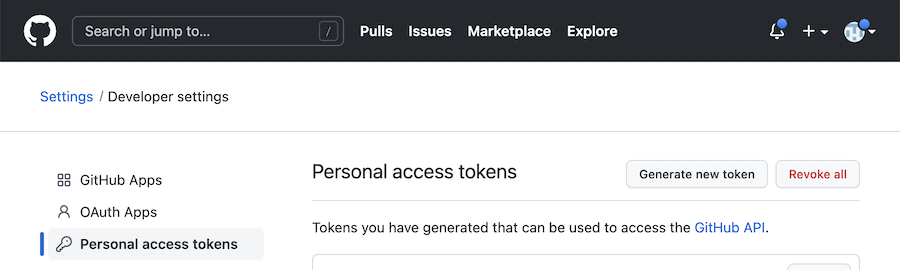 Search or jump to... /
Pulls Issues Marketplace Explore
Settings / Developer settings
GitHub Apps
OAuth Apps
Personal access tokens
Personal access tokens
Generate new token
Revoke all
Tokens you have generated that can be used to access the GitHub API.